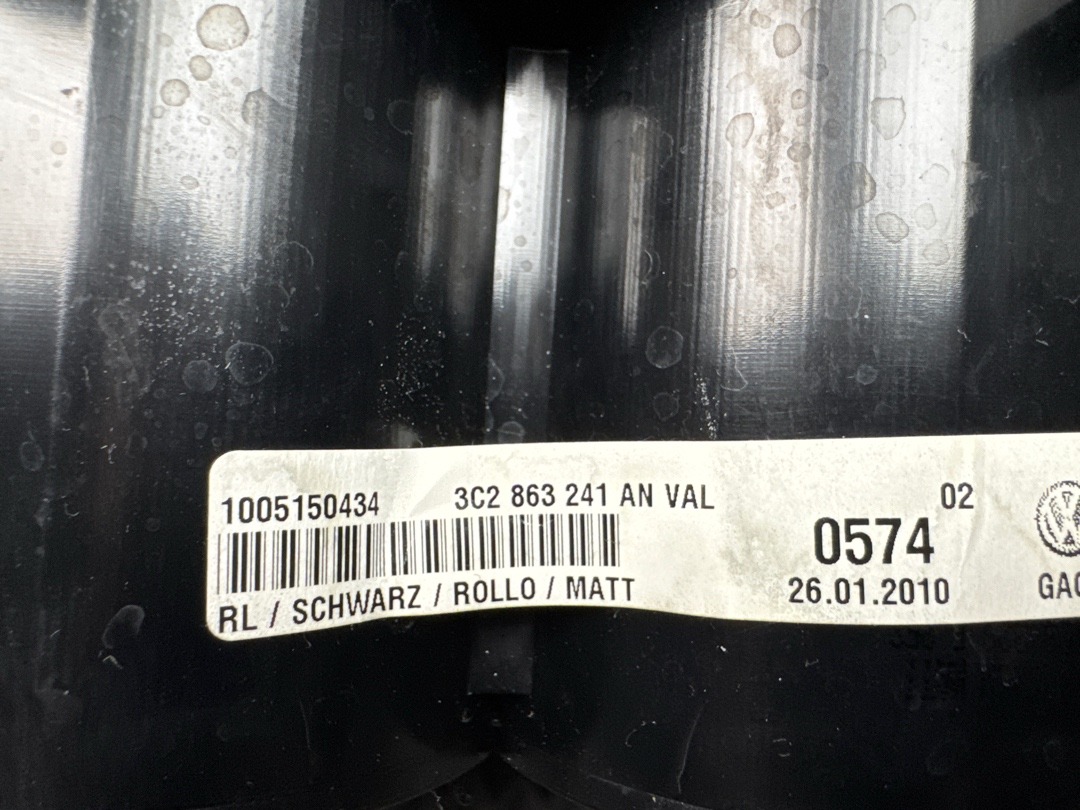 1005150434 3C2 863 241 AN VAL 02
0574
RL / SCHWARZ / ROLLO / MATT 26.01.2010